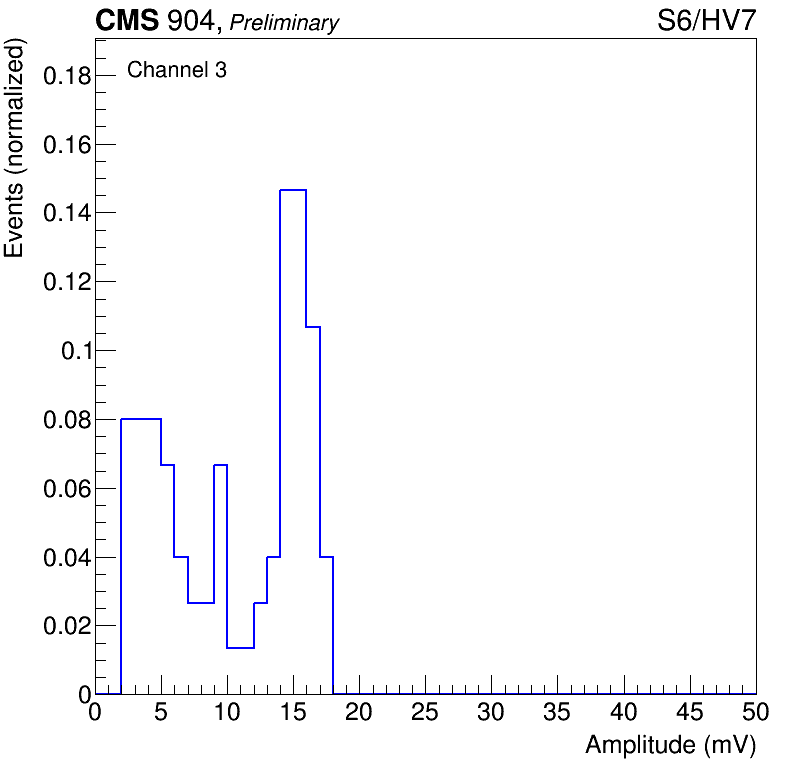 CMS 904, Preliminary S6/HV7
Channel 3
Events (normalized)
0.18
0.16
0.14
0.12
0.1
0.08
0.06
0.04
0.02
0
0 5 10 15 20 25 30 35 40 45 50
Amplitude (mV)